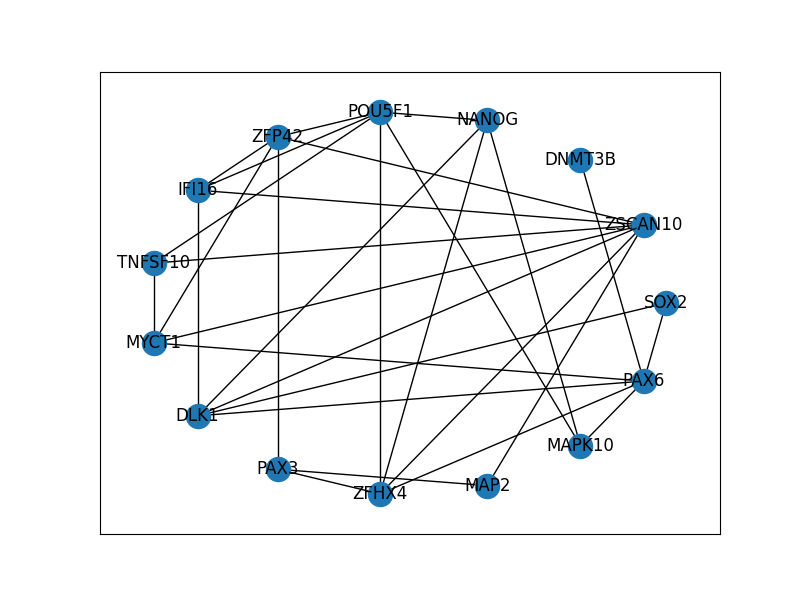 POU5F1
NANOG
ZFP42
DNMT3B
IFI16
ZSCAN10
TNFSF10
SOX2
MYCT1
PAX6
DLK1
MAPK10
PAX3
MAP2
ZFHX4